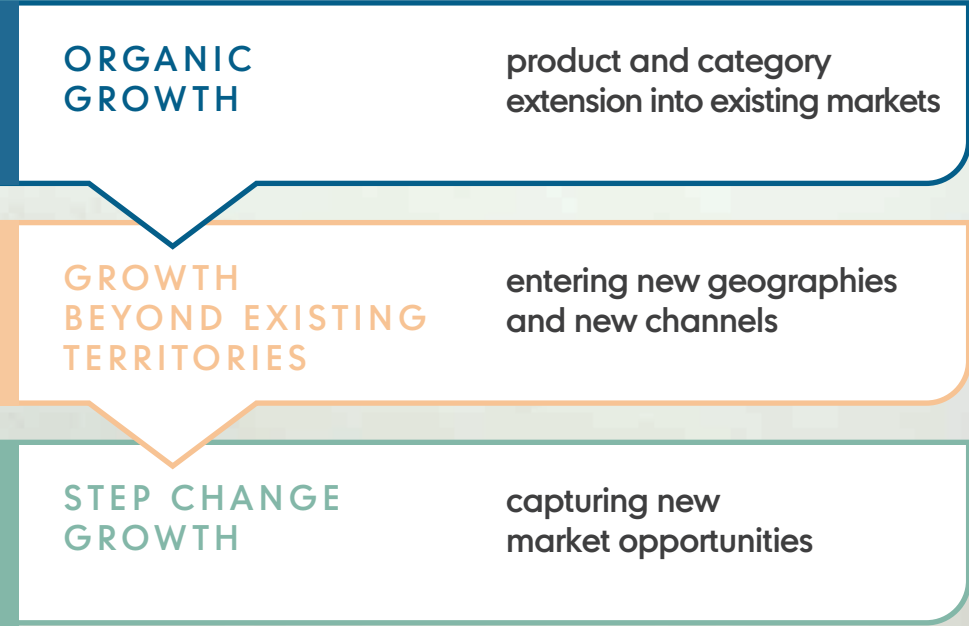 ORGANIC
GROWTH
product and category
extension into existing markets
GROWTH
BEYOND EXISTING
TERRITORIES
entering new geographies
and new channels
STEP CHANGE
GROWTH
capturing new
market opportunities